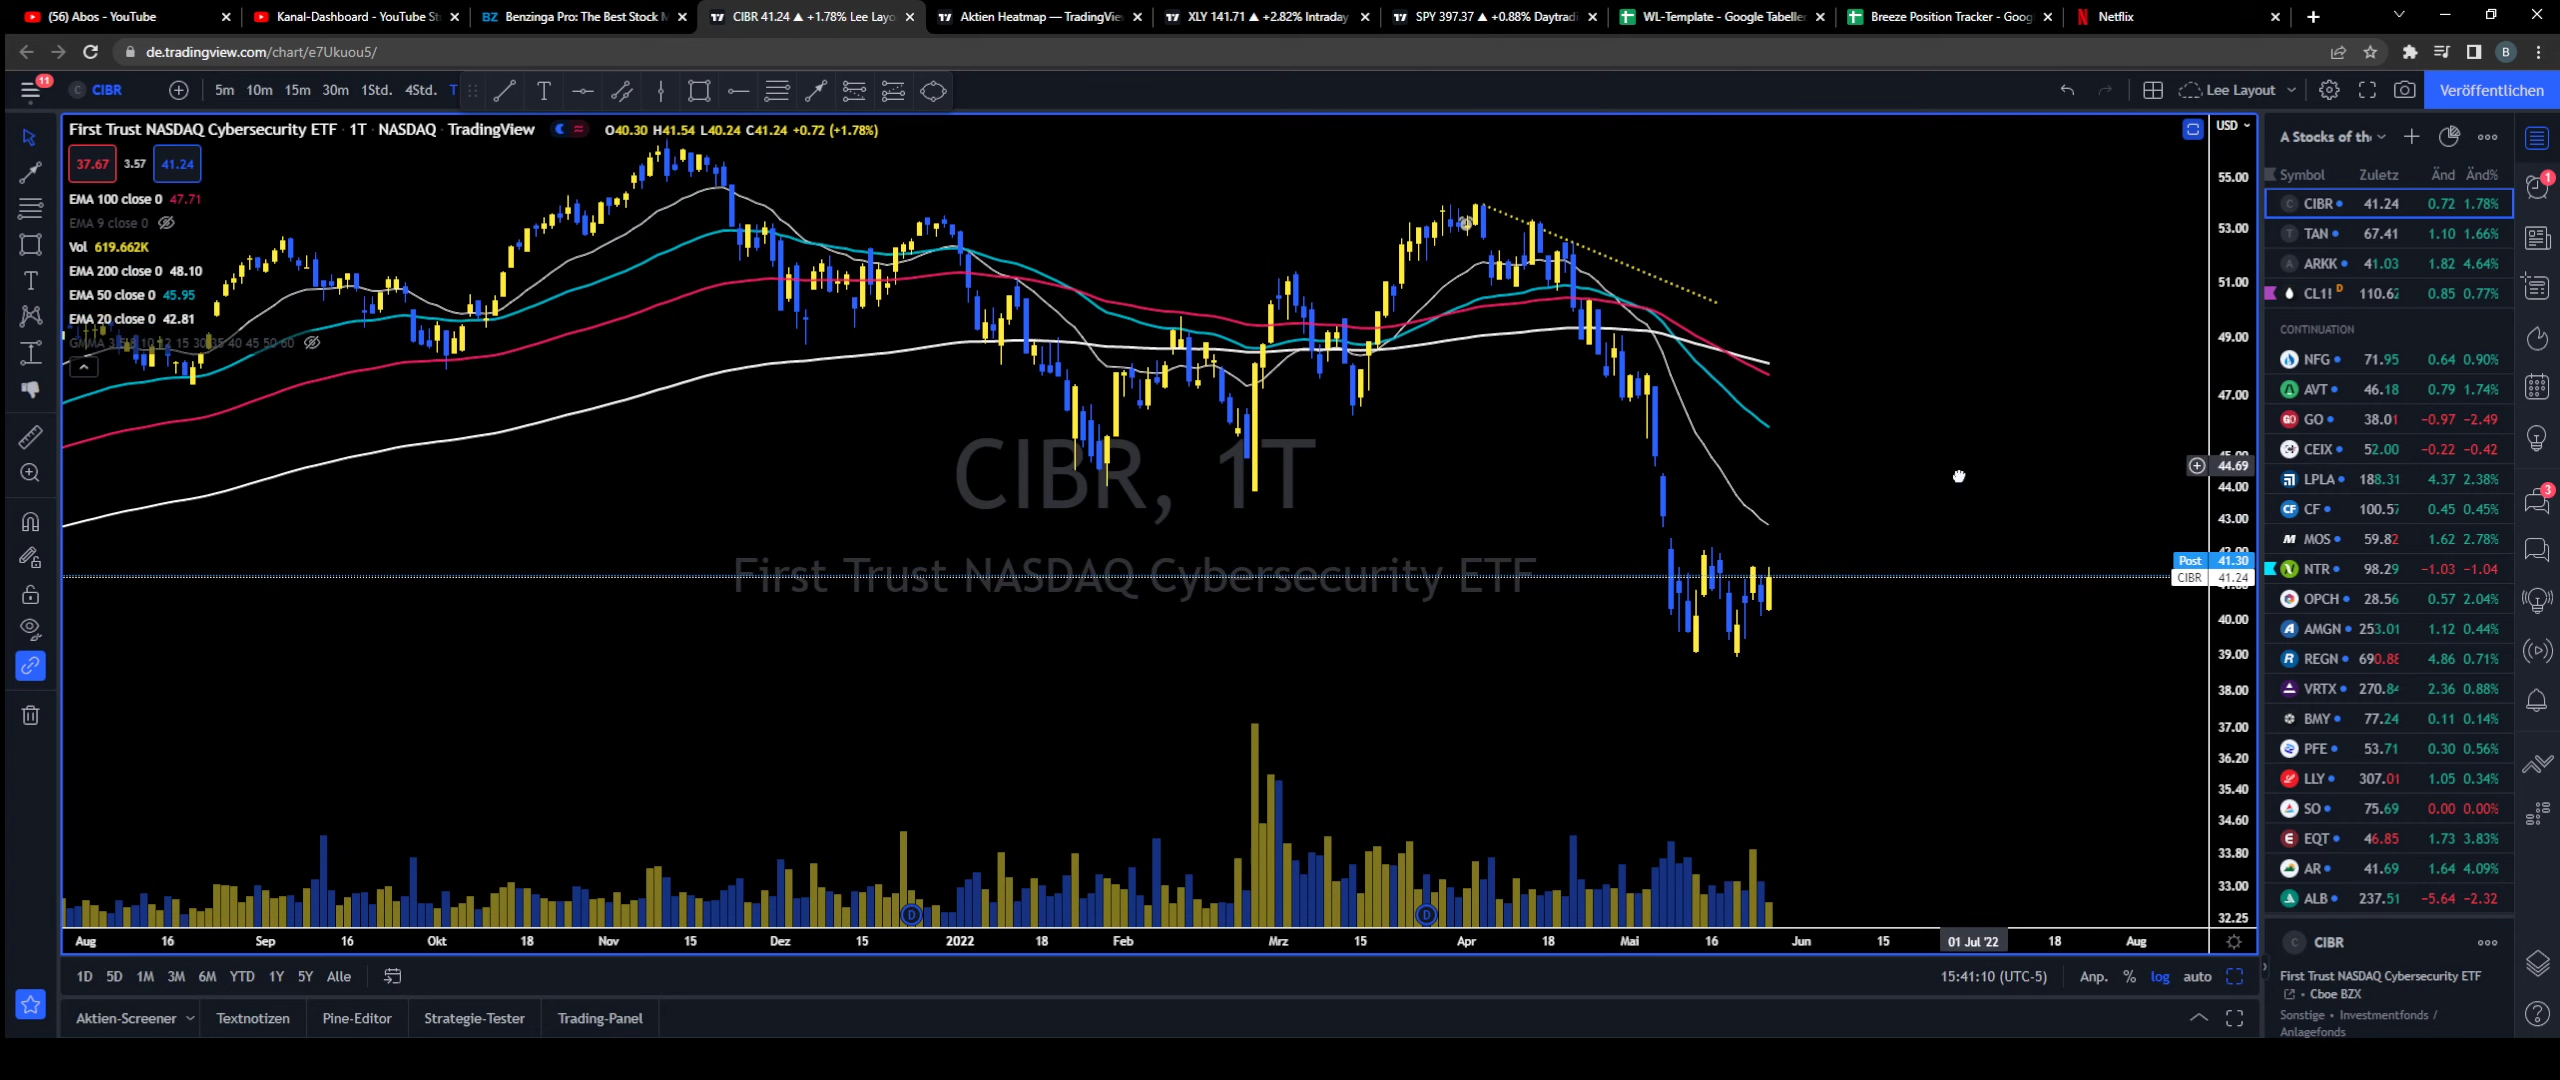 (56) Abos - YouTube
Kanal-Dashboard - YouTube St
Benzinga Pro: The Best Stock
CIBR 41.24 ▲ +1.78% Lee Layo
Aktien Heatmap — TradingVie
XLY 141.71 ▲ +2.82% Intraday
SPY 397.37 ▲ +0.88% Daytradi
WL-Template - Google Tabellen
Breeze Position Tracker - Goog
Netflix
de.tradingview.com/chart/e7Ukuou5/
B
11
CIBR
5m 10m 15m 30m 1Std. 4Std. T
Lee Layout
Veröffentlichen
First Trust NASDAQ Cybersecurity ETF · 1T · NASDAQ · TradingView
O40.30 H41.54 L40.24 C41.24 +0.72 (+1.78%)
37.67 3.57 41.24
EMA 100 close 0 47.71
EMA 9 close 0
Vol 619.662K
EMA 200 close 0 48.10
EMA 50 close 0 45.95
EMA 20 close 0 42.81
CIBR, 1T
First Trust NASDAQ Cybersecurity ETF
USD
55.00
53.00
51.00
49.00
47.00
44.69
44.00
43.00
Post 41.30
CIBR 41.24
40.00
39.00
38.00
37.00
36.20
35.40
34.60
33.80
33.00
32.25
D
D
Aug 16 Sep 16 Okt 18 Nov 15 Dez 15 2022 18 Feb Mrz 15 Apr 18 Mai 16 Jun 15 01 Jul '22 18 Aug
1D 5D 1M 3M 6M YTD 1Y 5Y Alle
15:41:10 (UTC-5)
Anp. % log auto
Aktien-Screener
Textnotizen
Pine-Editor
Strategie-Tester
Trading-Panel
A Stocks of th
Symbol Zuletz Änd Änd%
CIBR 41.24 0.72 1.78%
TAN 67.41 1.10 1.66%
ARKK 41.03 1.82 4.64%
CL1! D 110.62 0.85 0.77%
CONTINUATION
NFG 71.95 0.64 0.90%
AVT 46.18 0.79 1.74%
GO 38.01 -0.97 -2.49
CEIX 52.00 -0.22 -0.42
LPLA 188.31 4.37 2.38%
CF 100.57 0.45 0.45%
MOS 59.82 1.62 2.78%
NTR 98.29 -1.03 -1.04
OPCH 28.56 0.57 2.04%
AMGN 253.01 1.12 0.44%
REGN 690.88 4.86 0.71%
VRTX 270.84 2.36 0.88%
BMY 77.24 0.11 0.14%
PFE 53.71 0.30 0.56%
LLY 307.01 1.05 0.34%
SO 75.69 0.00 0.00%
EQT 46.85 1.73 3.83%
AR 41.69 1.64 4.09%
ALB 237.51 -5.64 -2.32
CIBR
First Trust NASDAQ Cybersecurity ETF
• Cboe BZX
Sonstige • Investmentfonds /
Anlagefonds
1
3